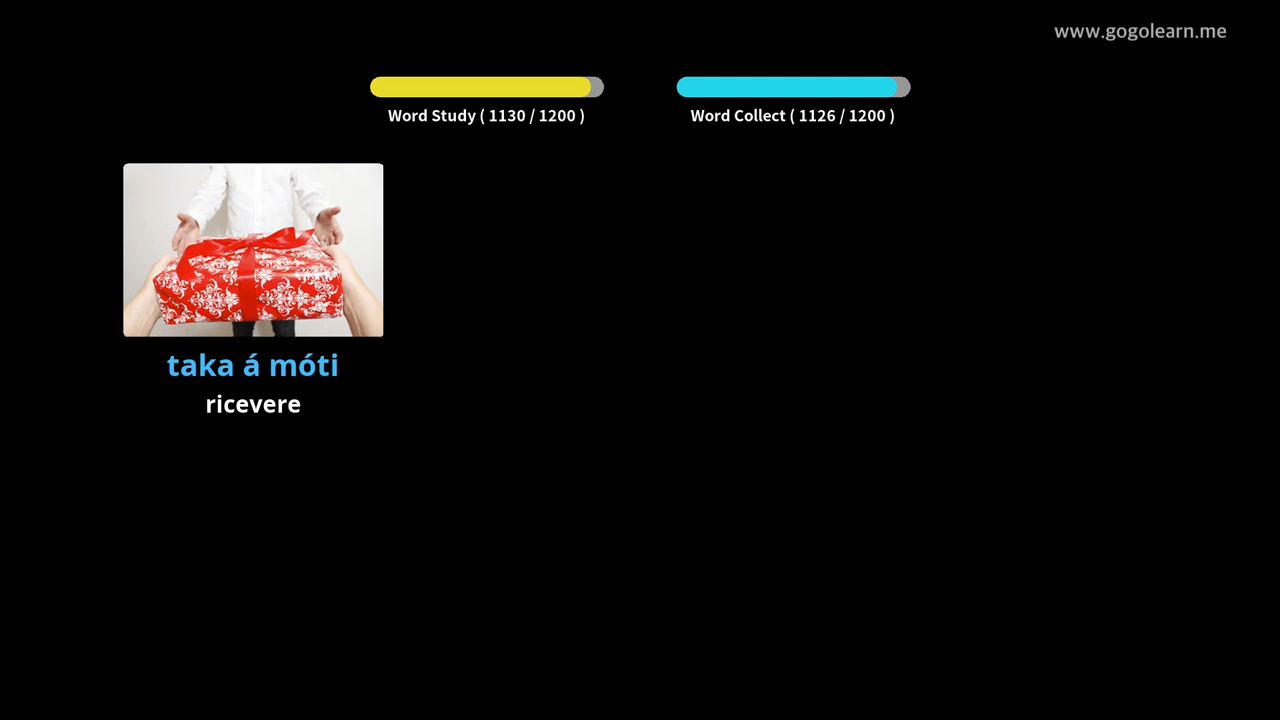 www.gogolearn.me
Word Study ( 1130 / 1200 )
Word Collect ( 1126 / 1200 )
taka á móti
ricevere